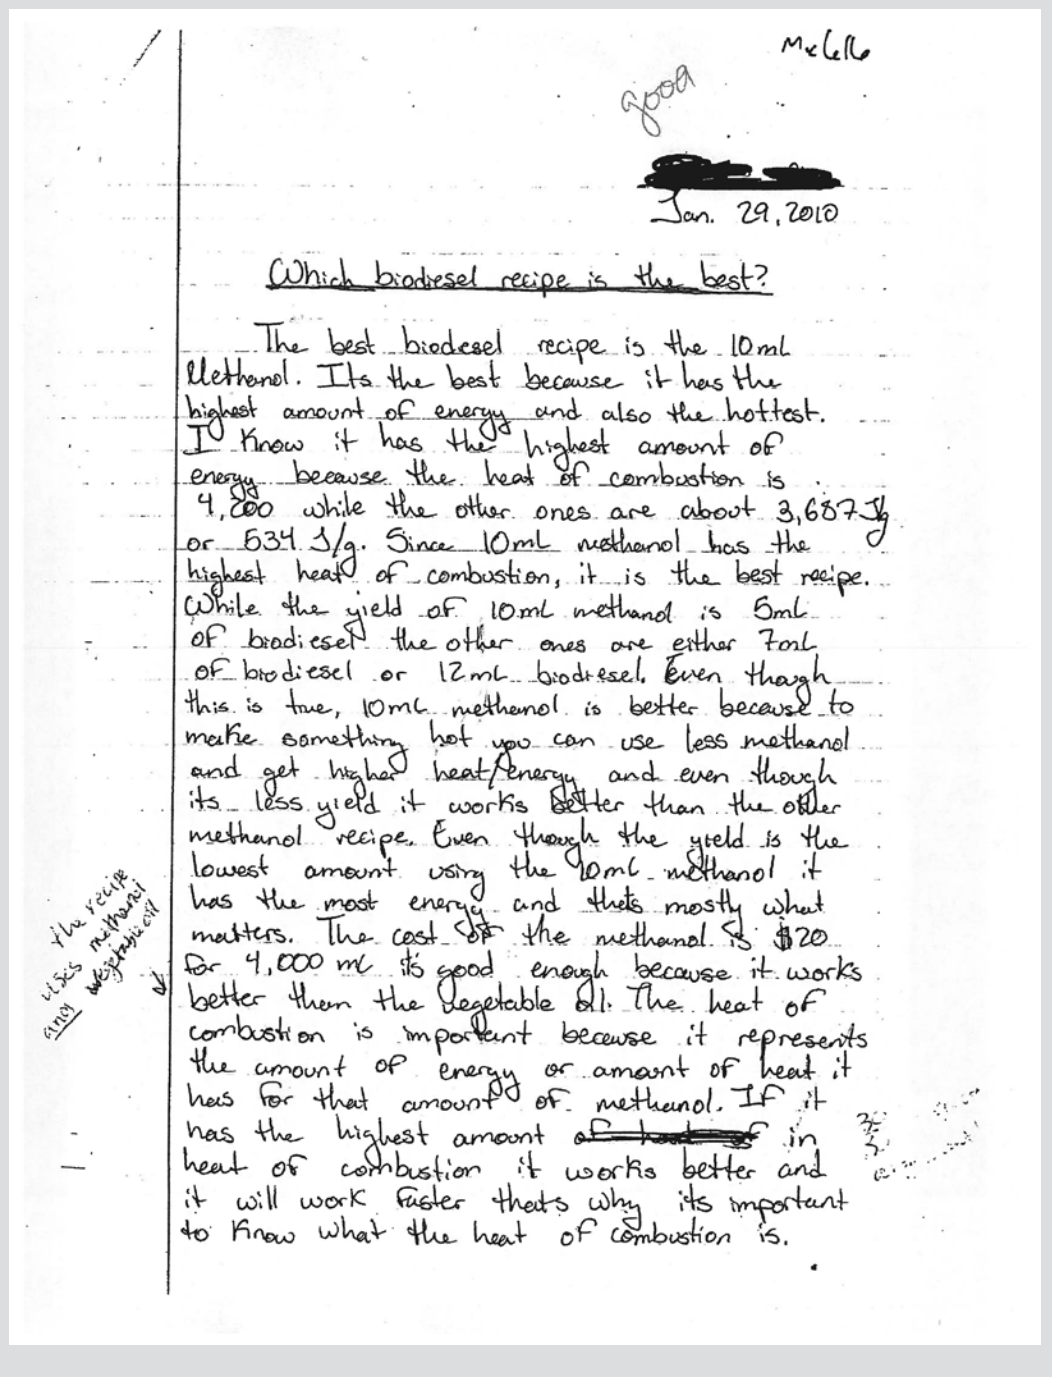 good
Jan. 29, 2010
Which biodiesel recipe is the best?
The best biodesel recipe is the 10ml
Methanol. Its the best because it has the
highest amount of energy and also the hottest.
I know it has the highest amount of
energy because the heat of combustion is
4,200 while the other ones are about 3,687 J/g
or 534 J/g. Since 10mL methanol has the
highest heat of combustion, it is the best recipe.
While the yield of 10mL methanol is 5mL
of biodiesel the other ones are either 7mL
of biodiesel or 12mL biodiesel. Even though
this is true, 10mL methanol is better because to
make something hot you can use less methanol
and get higher heat/energy and even though
its less yield it works better than the other
methanol recipe. Even though the yield is the
lowest amount using the 10mL methanol it
has the most energy and thats mostly what
matters. The cost of the methanol is $20
for 4,000 ml it's good enough because it works
better then the vegetable oil. The heat of
combustion is important because it represents
the amount of energy or amount of heat it
has for that amount of methanol. If it
has the highest amount in
heat of combustion it works better and
it will work faster thats why its important
to know what the heat of combustion is.
the recipe
uses methanol
and vegetable oil